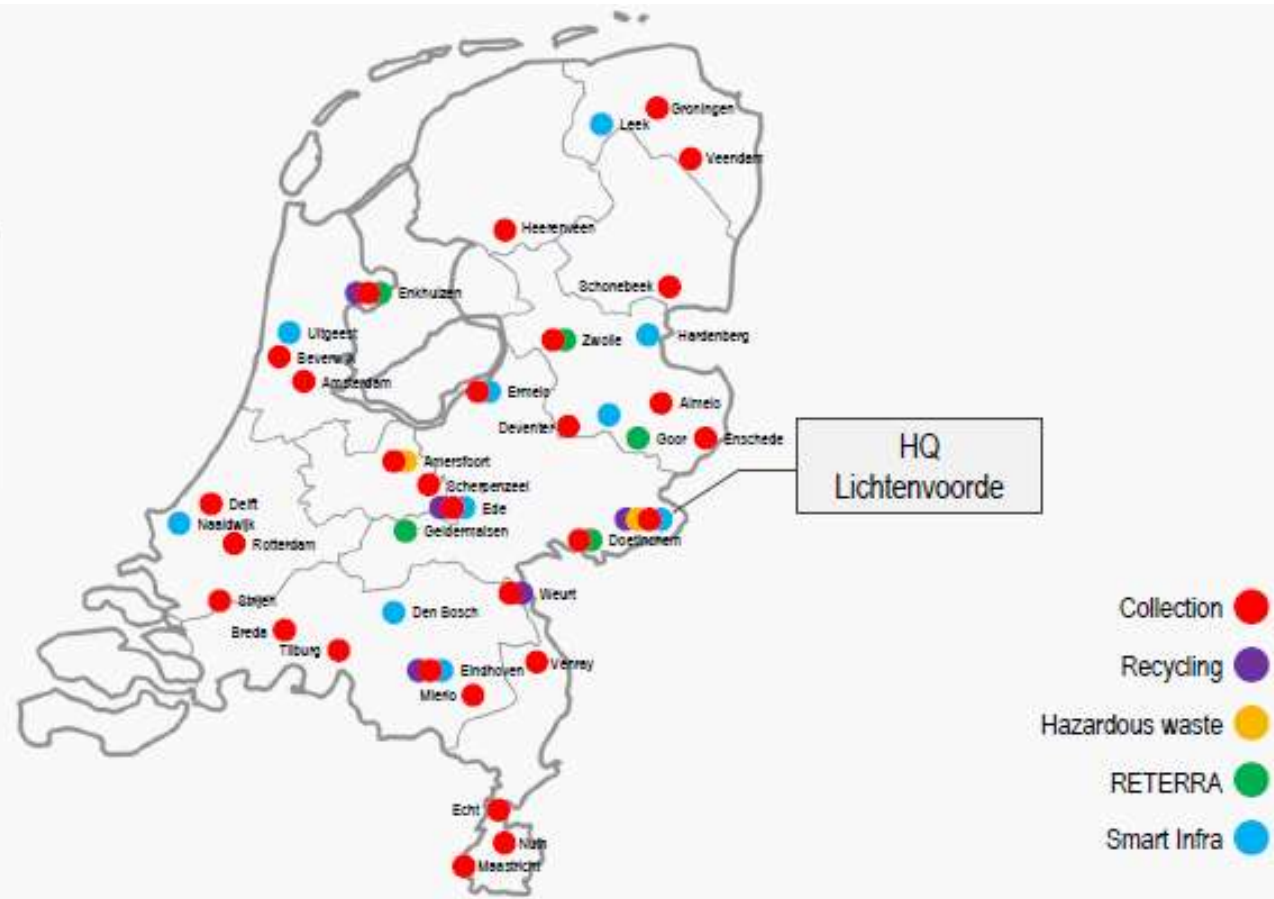 Groningen
Leek
Veendam
Heerenveen
Schonebeek
Enkhuizen
Uitgeest
Hardenberg
Zwolle
Beverwijk
Amsterdam
Ermelo
Almelo
Deventer
Goor
Enschede
HQ
Lichtenvoorde
Amersfoort
Scherpenzeel
Delft
Ede
Naaldwijk
Geldermalsen
Rotterdam
Doetinchem
Weurt
Strijen
Den Bosch
Collection
Breda
Tilburg
Venray
Eindhoven
Recycling
Mierlo
Hazardous waste
RETERRA
Echt
Smart Infra
Nuth
Maastricht